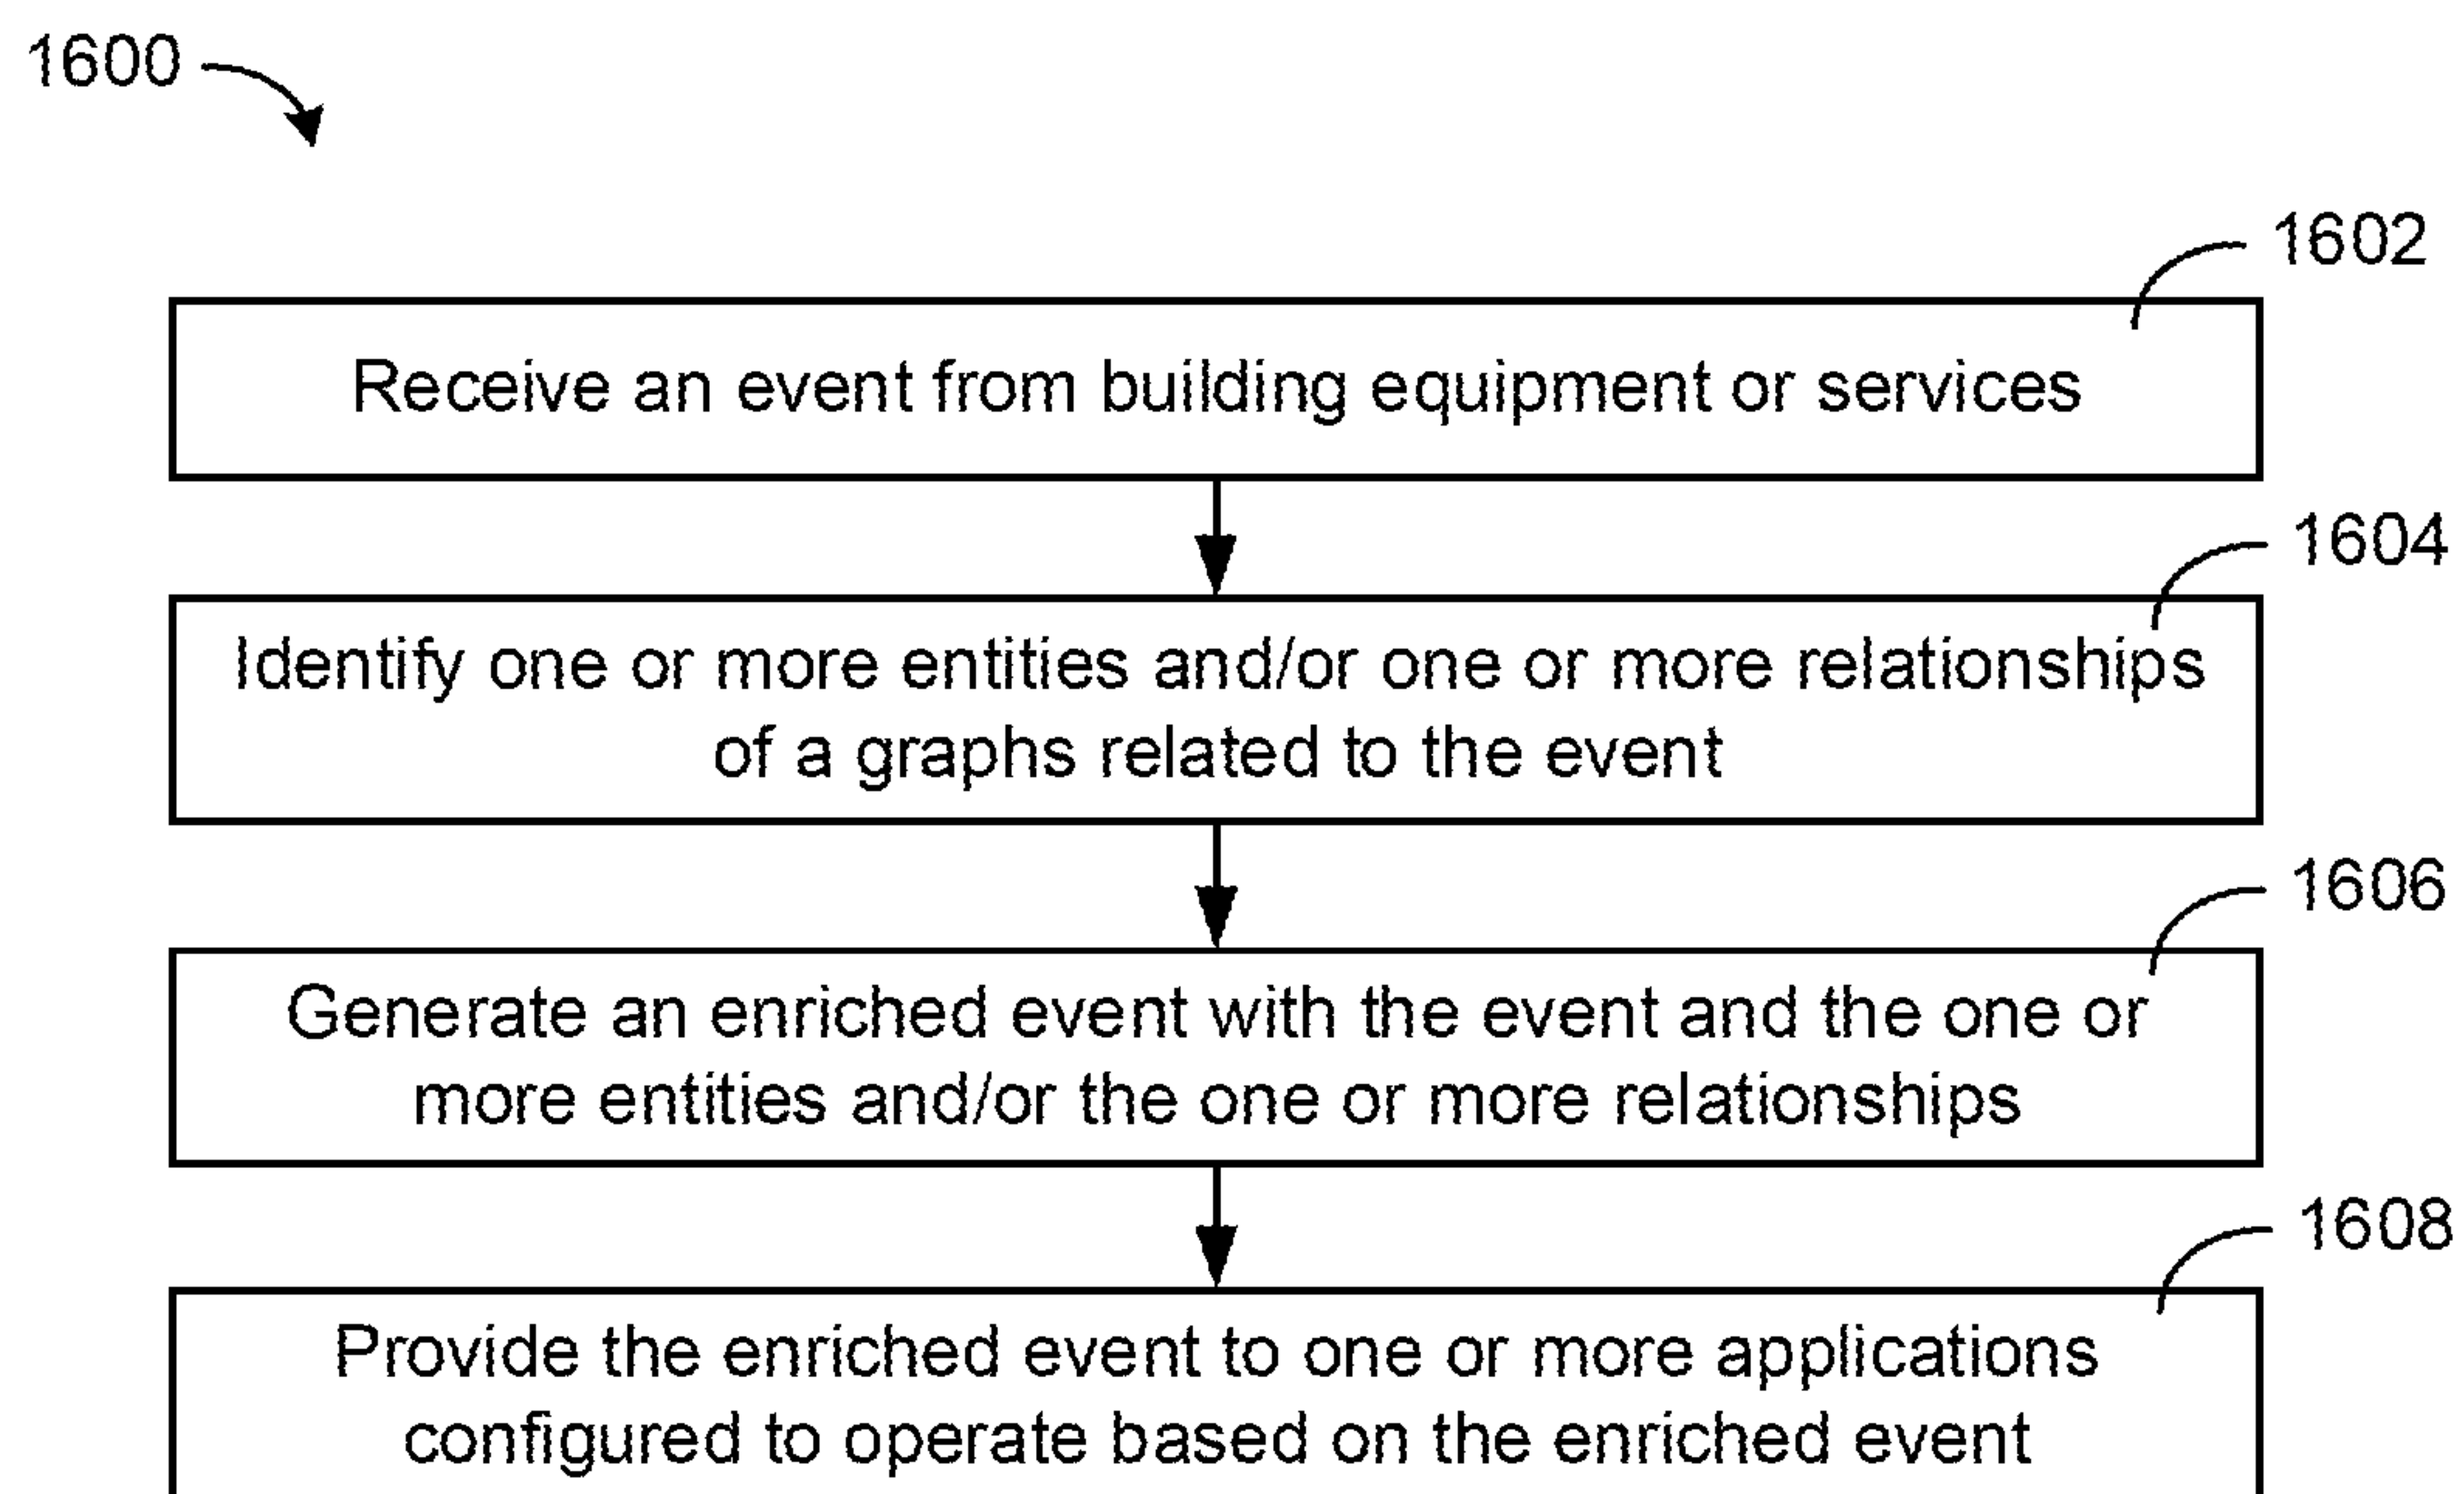 1600
1602
Receive an event from building equipment or services
1604
Identify one or more entities and/or one or more relationships
of a graphs related to the event
1606
Generate an enriched event with the event and the one or
more entities and/or the one or more relationships
1608
Provide the enriched event to one or more applications
configured to operate based on the enriched event